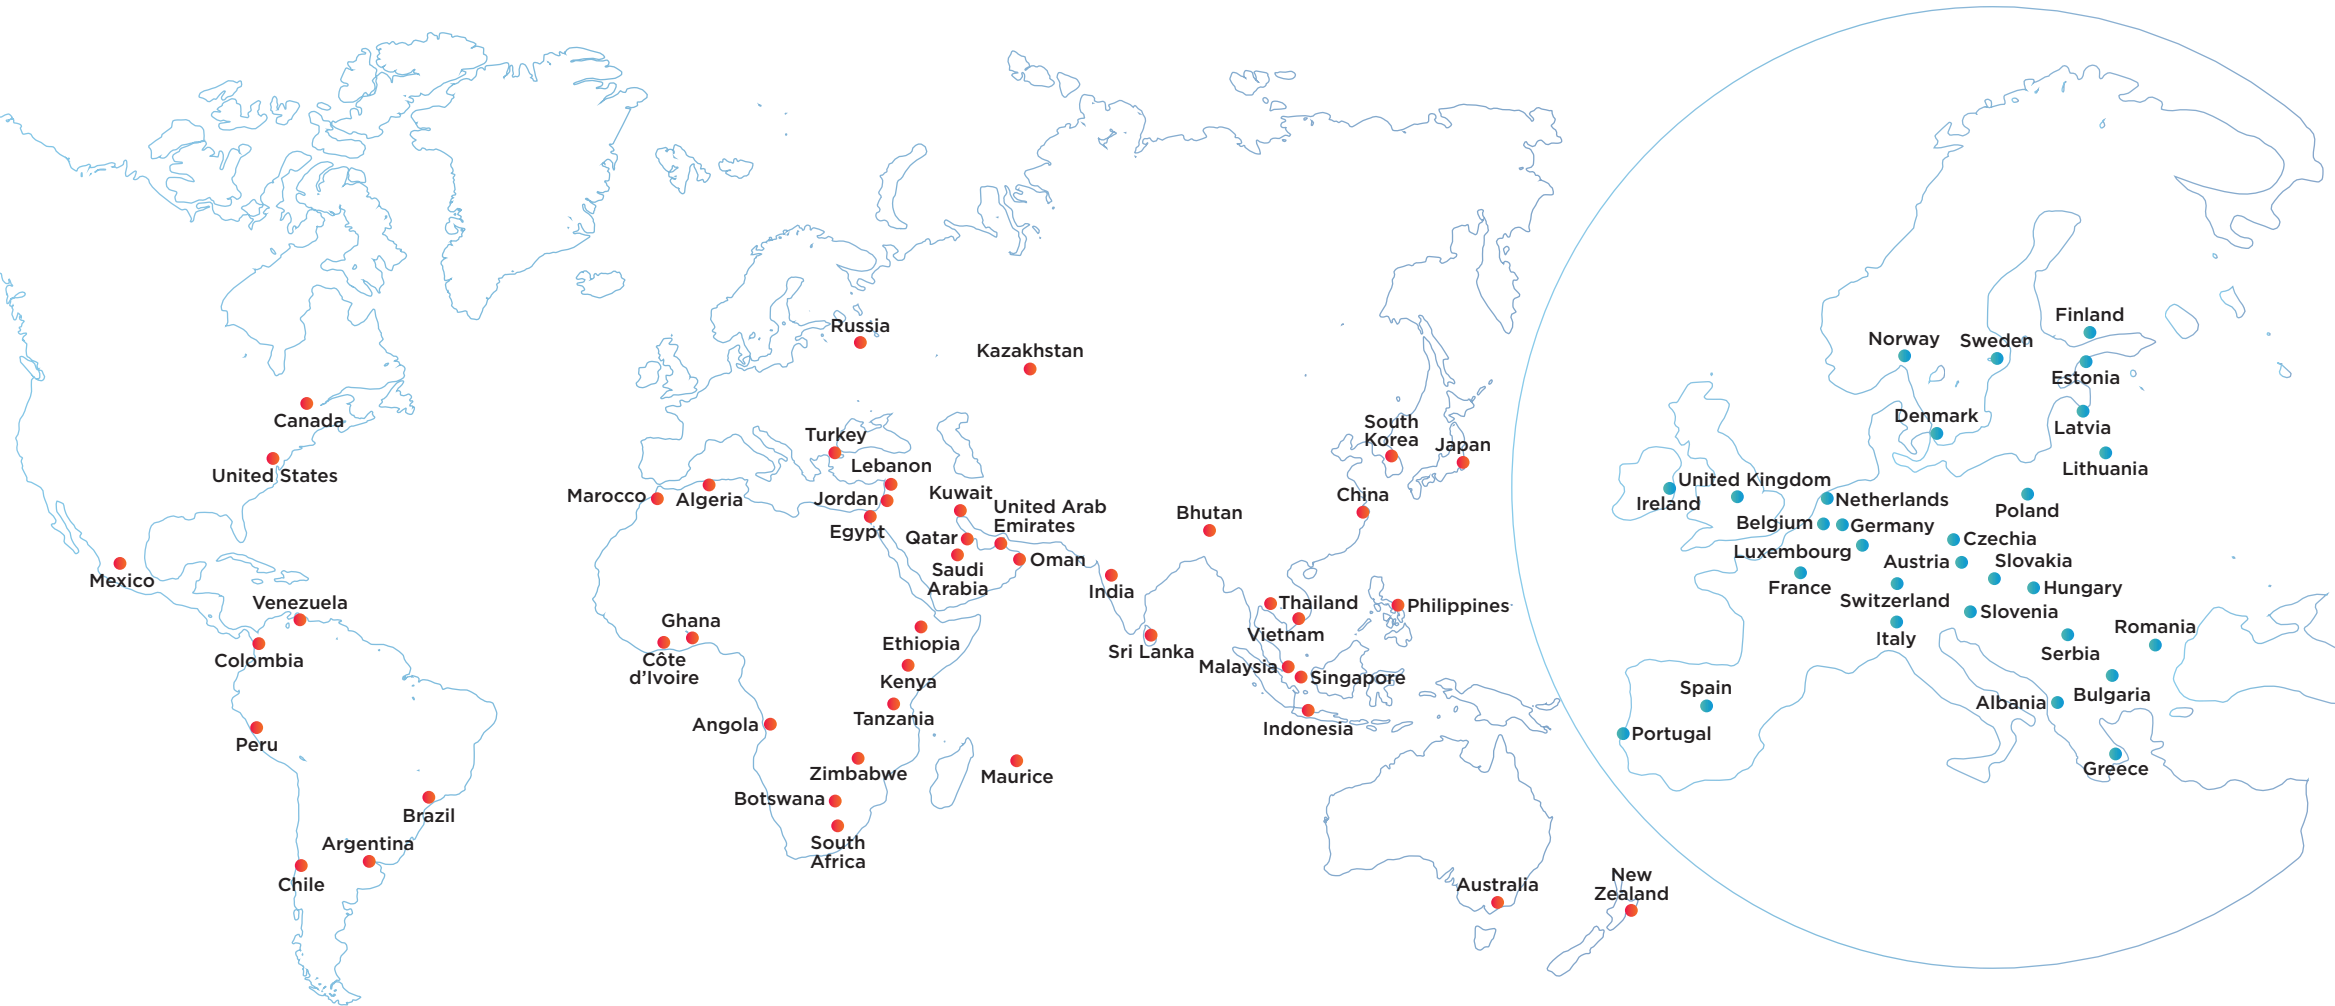 Canada
United States
Mexico
Venezuela
Colombia
Peru
Brazil
Argentina
Chile
Russia
Kazakhstan
Turkey
Lebanon
Marocco
Algeria
Jordan
Egypt
Kuwait
United Arab
Emirates
Qatar
Saudi
Arabia
Oman
Ghana
Côte
d’Ivoire
Ethiopia
Kenya
Tanzania
Angola
Zimbabwe
Botswana
South
Africa
Maurice
South
Korea
Japan
China
Bhutan
India
Sri Lanka
Thailand
Vietnam
Philippines
Malaysia
Singapore
Indonesia
Australia
New
Zealand
Finland
Norway
Sweden
Estonia
Denmark
Latvia
Lithuania
United Kingdom
Ireland
Netherlands
Poland
Belgium
Germany
Czechia
Luxembourg
Austria
Slovakia
France
Hungary
Switzerland
Slovenia
Italy
Romania
Serbia
Spain
Bulgaria
Albania
Portugal
Greece